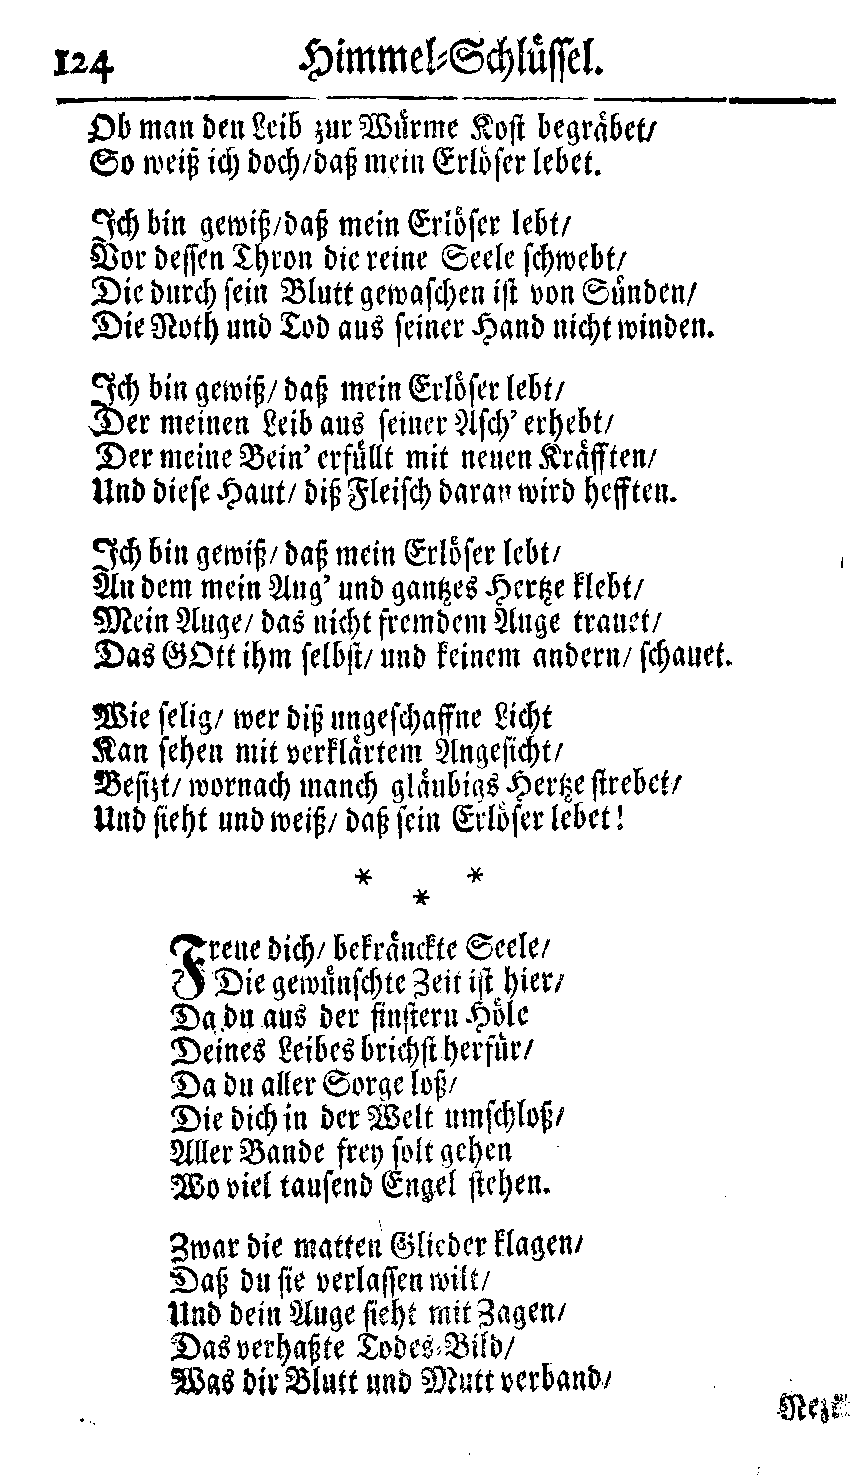 124 Himmel-Schlüssel.
Ob man den Leib zur Würme Kost begräbet/
So weiß ich doch/daß mein Erlöser lebet.
Ich bin gewiß/daß mein Erlöser lebt/
Vor dessen Thron die reine Seele schwebt/
Die durch sein Blutt gewaschen ist von Sünden/
Die Noth und Tod aus seiner Hand nicht winden.
Ich bin gewiß/ daß mein Erlöser lebt/
Der meinen Leib aus seiner Asch' erhebt/
Der meine Bein' erfüllt mit neuen Kräfften/
Und diese Haut/ diß Fleisch daran wird hefften.
Ich bin gewiß/ daß mein Erlöser lebt/
An dem mein Aug' und gantzes Hertze klebt/
Mein Auge/ das nicht fremdem Auge trauet/
Das GOtt ihm selbst/ und keinem andern/ schauet.
Wie selig/ wer diß ungeschaffne Licht
Kan sehen mit verklärtem Angesicht/
Besizt/ wornach manch gläubigs Hertze strebet/
Und sieht und weiß/ daß sein Erlöser lebet!
* * *
Freue dich/ bekränckte Seele/
Die gewünschte Zeit ist hier/
Da du aus der finstern Höle
Deines Leibes brichst herfür/
Da du aller Sorge loß/
Die dich in der Welt umschloß/
Aller Bande frey solt gehen
Wo viel tausend Engel stehen.
Zwar die matten Glieder klagen/
Daß du sie verlassen wilt/
Und dein Auge sieht mit Zagen/
Das verhaßte Todes-Bild/
Was dir Blutt und Mutt verband/